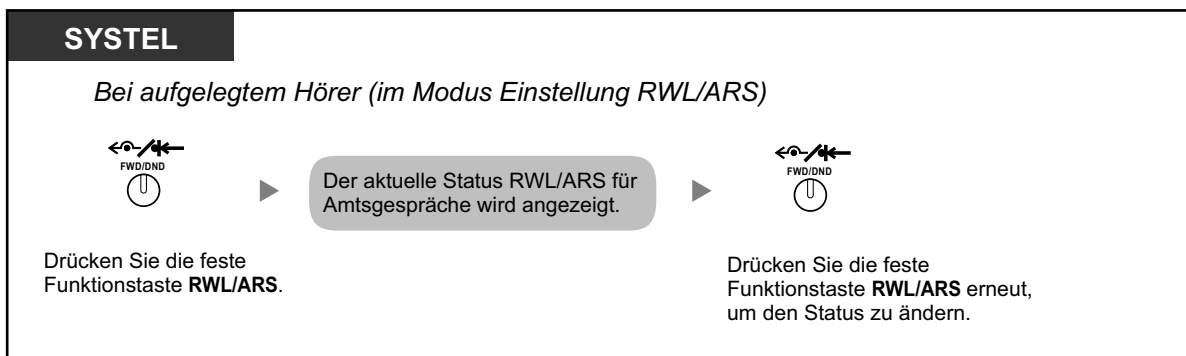 SYSTEL
Bei aufgelegtem Hörer (im Modus Einstellung RWL/ARS)
FWD/DND
Drücken Sie die feste
Funktionstaste RWL/ARS.
Der aktuelle Status RWL/ARS für
Amtsgespräche wird angezeigt.
FWD/DND
Drücken Sie die feste
Funktionstaste RWL/ARS erneut,
um den Status zu ändern.